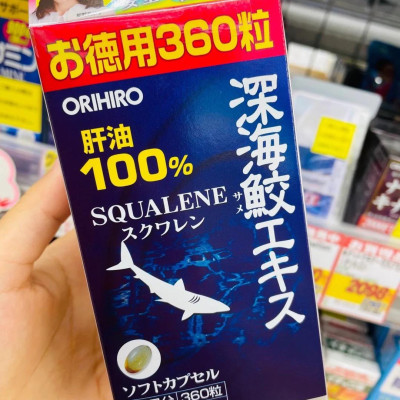 お徳用360粒
ORIHIRO
深海鮫エキス
サメ
肝油
100%
SQUALENE
スクワレン
ソフトカプセル
360粒
2098